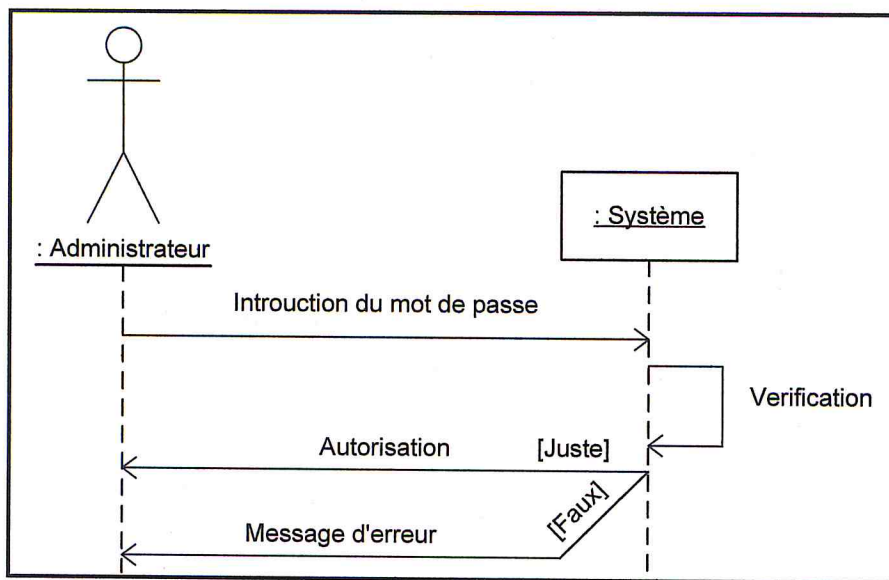 : Système
: Administrateur
Introuction du mot de passe
Verification
Autorisation [Juste]
[Faux]
Message d'erreur